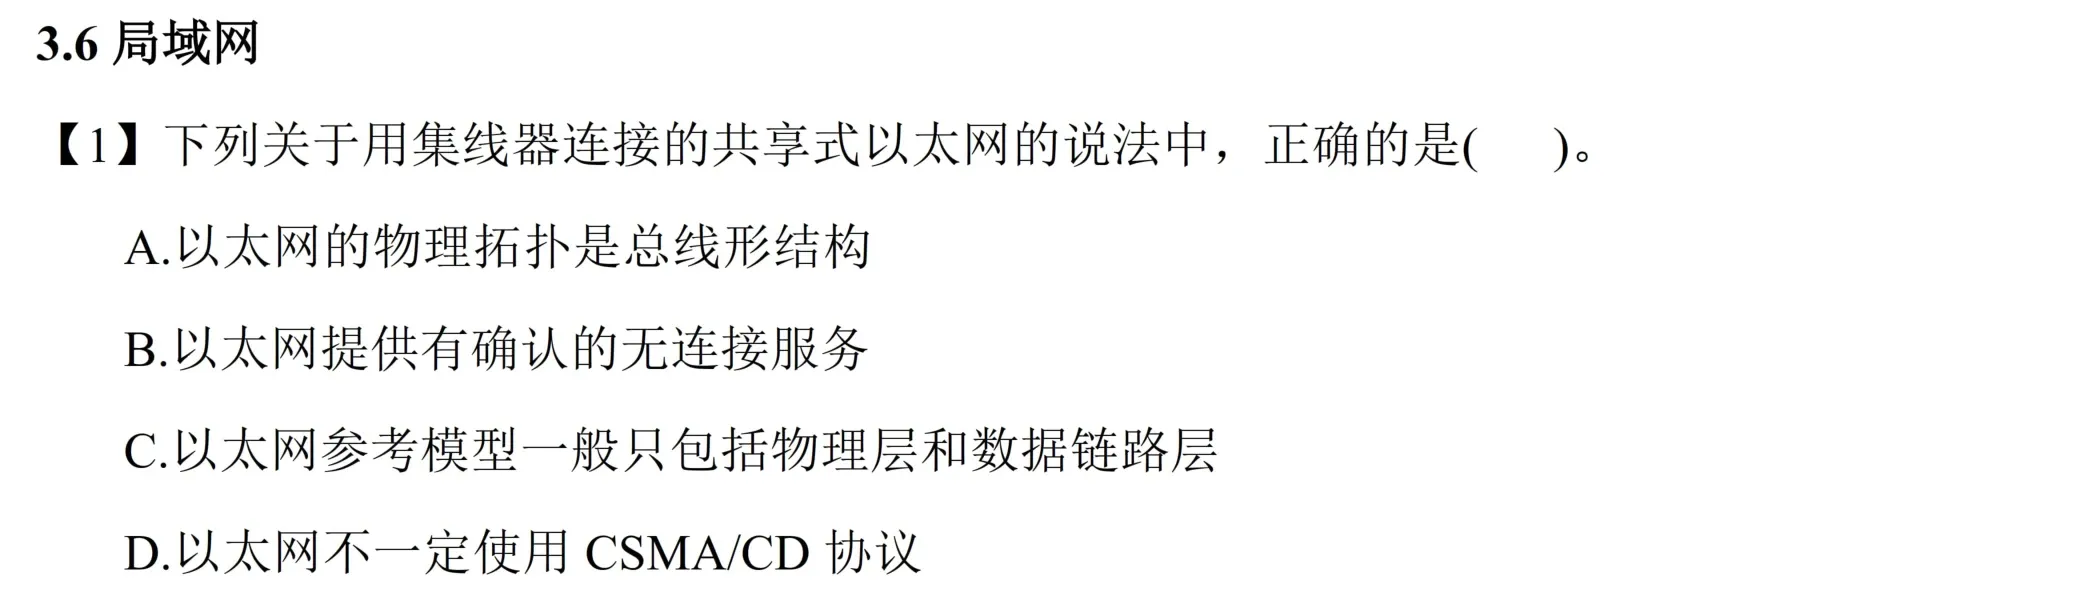 3.6 局域网
【1】下列关于用集线器连接的共享式以太网的说法中，正确的是(    )。
A.以太网的物理拓扑是总线形结构
B.以太网提供有确认的无连接服务
C.以太网参考模型一般只包括物理层和数据链路层
D.以太网不一定使用 CSMA/CD 协议